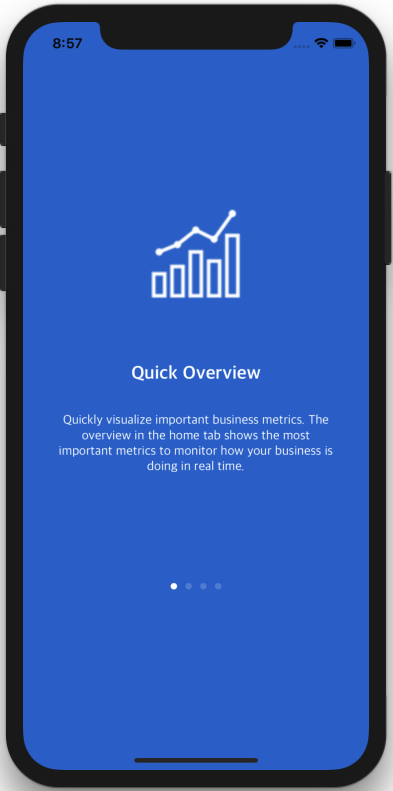 8:57
Quick Overview
Quickly visualize important business metrics. The
overview in the home tab shows the most
important metrics to monitor how your business is
doing in real time.